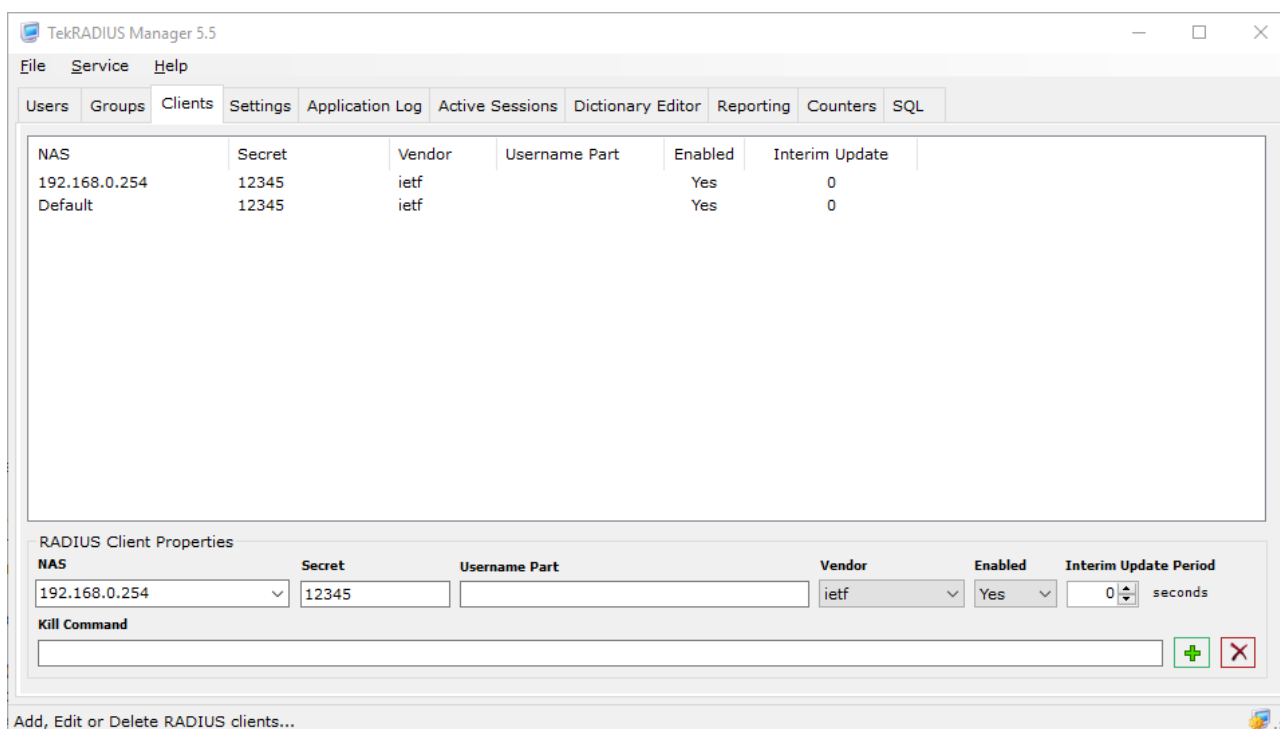 TekRADIUS Manager 5.5
File Service Help
Users Groups Clients Settings Application Log Active Sessions Dictionary Editor Reporting Counters SQL
NAS Secret Vendor Username Part Enabled Interim Update
192.168.0.254 12345 ietf Yes 0
Default 12345 ietf Yes 0
RADIUS Client Properties
NAS Secret Username Part Vendor Enabled Interim Update Period
192.168.0.254 12345 ietf Yes 0 seconds
Kill Command
Add, Edit or Delete RADIUS clients...